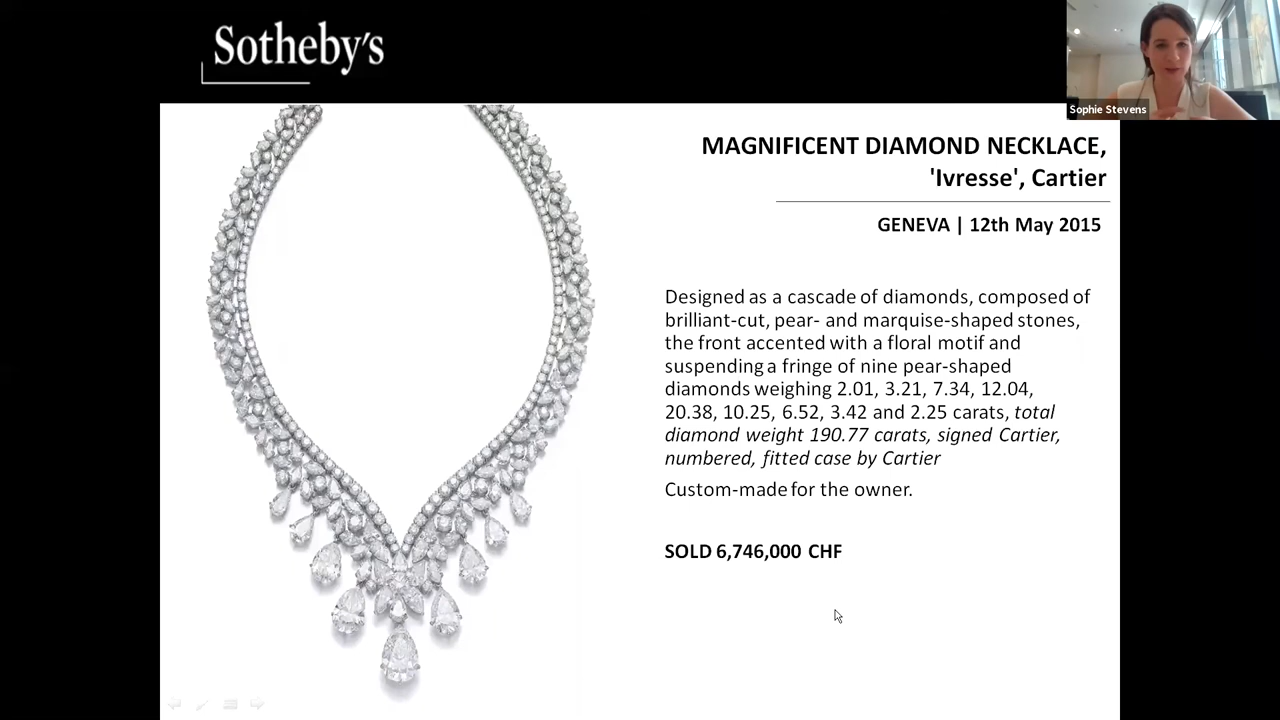 Sotheby's
Sophie Stevens
MAGNIFICENT DIAMOND NECKLACE,
'Ivresse', Cartier
GENEVA | 12th May 2015
Designed as a cascade of diamonds, composed of
brilliant-cut, pear- and marquise-shaped stones,
the front accented with a floral motif and
suspending a fringe of nine pear-shaped
diamonds weighing 2.01, 3.21, 7.34, 12.04,
20.38, 10.25, 6.52, 3.42 and 2.25 carats, total
diamond weight 190.77 carats, signed Cartier,
numbered, fitted case by Cartier
Custom-made for the owner.
SOLD 6,746,000 CHF